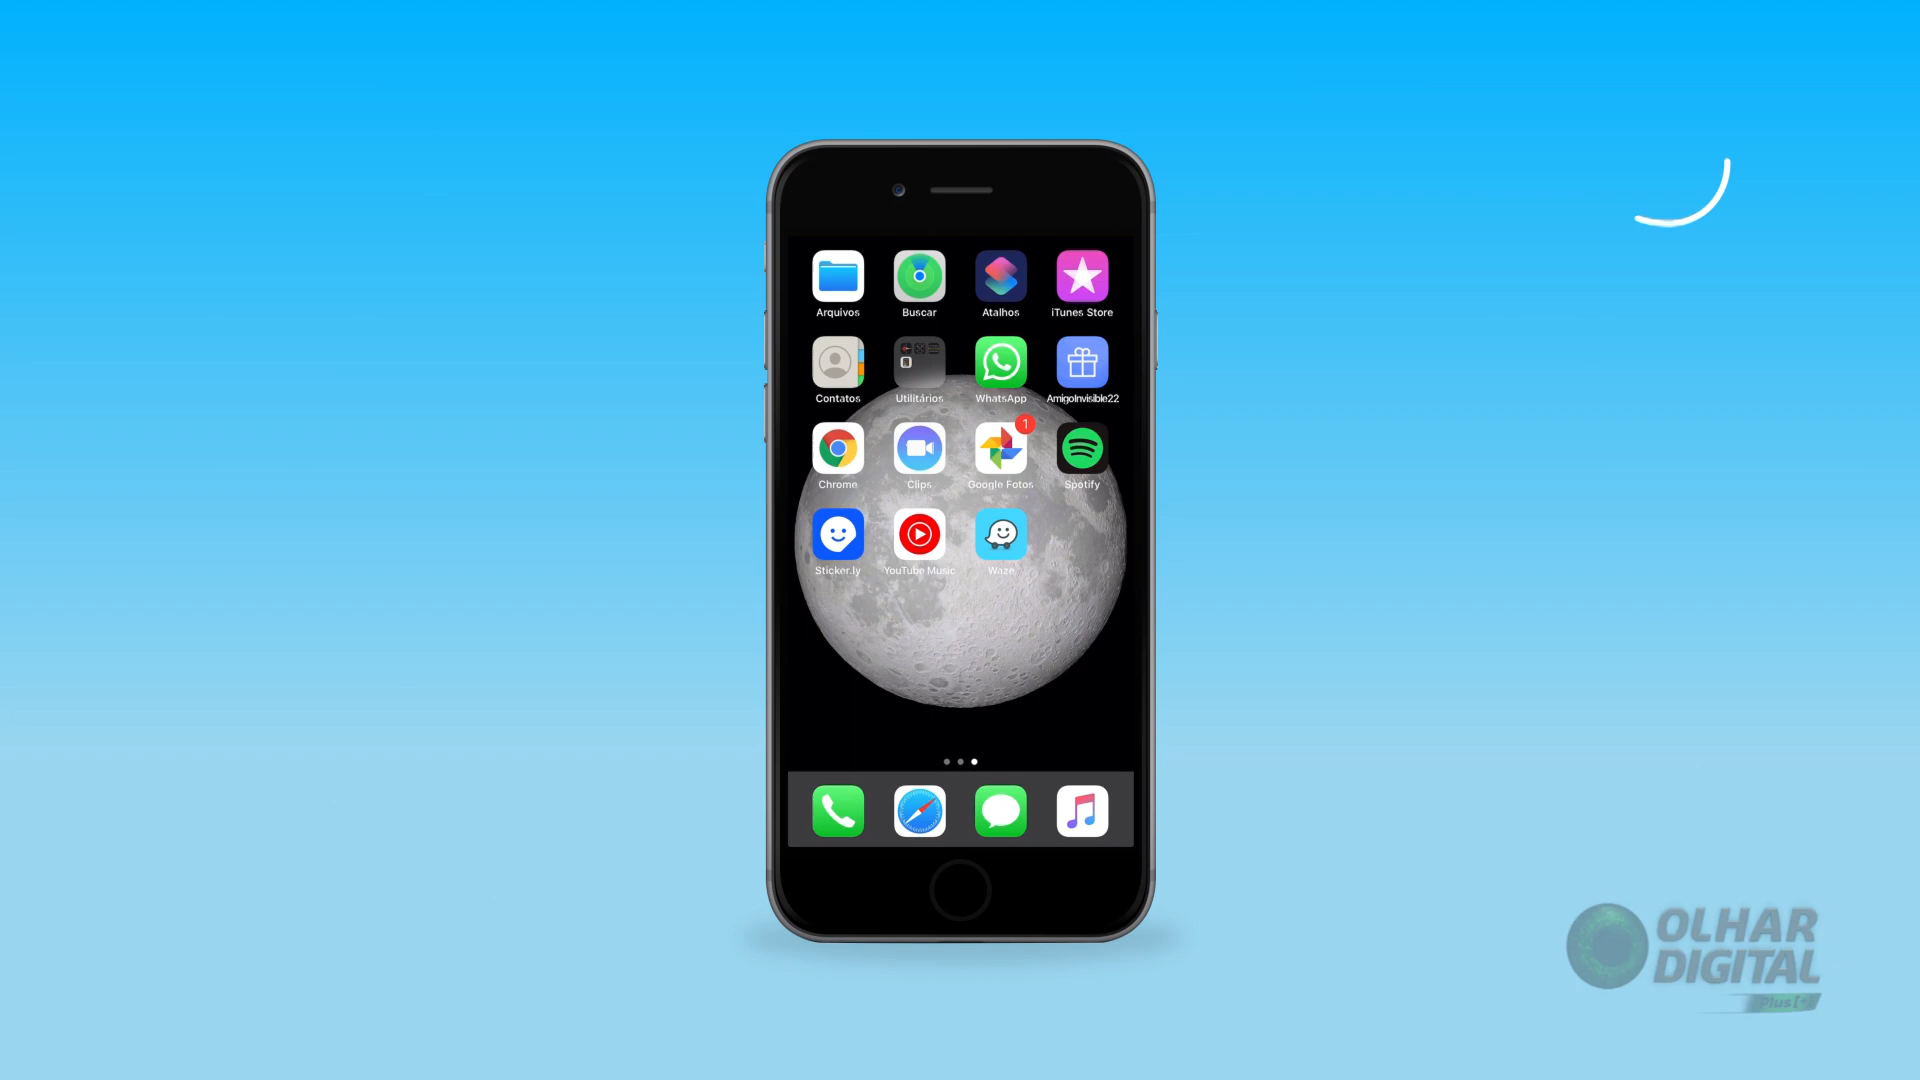 Arquivos
Buscar
Atalhos
iTunes Store
Contatos
Utilitários
WhatsApp
AmigoInvisible22
1
Chrome
Clips
Google Fotos
Spotify
Sticker.ly
YouTube Music
Waze
OLHAR
DIGITAL
Plus[+]